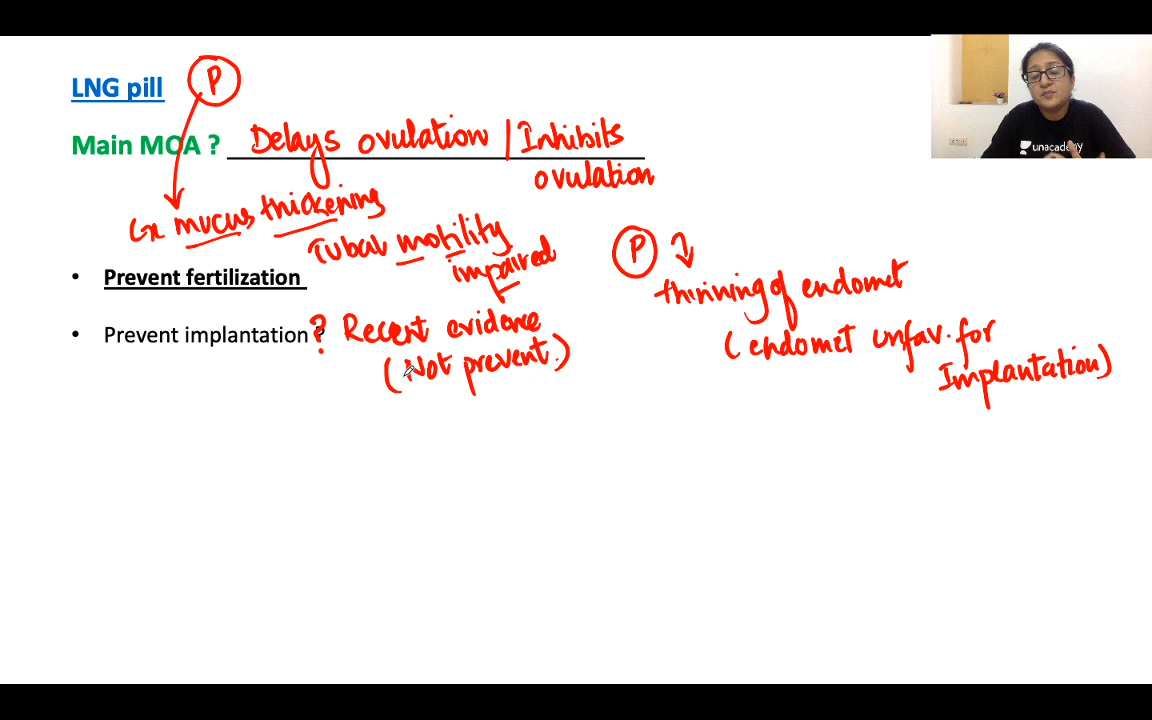 LNG pill P
Main MOA ? Delays ovulation | Inhibits
ovulation
Cx mucus thickening
Tubal motility
impaired
Prevent fertilization
P
thinning of endomet
(endomet unfav. for
Implantation)
Prevent implantation ? Recent evidence
(Not prevent.)
unacademy